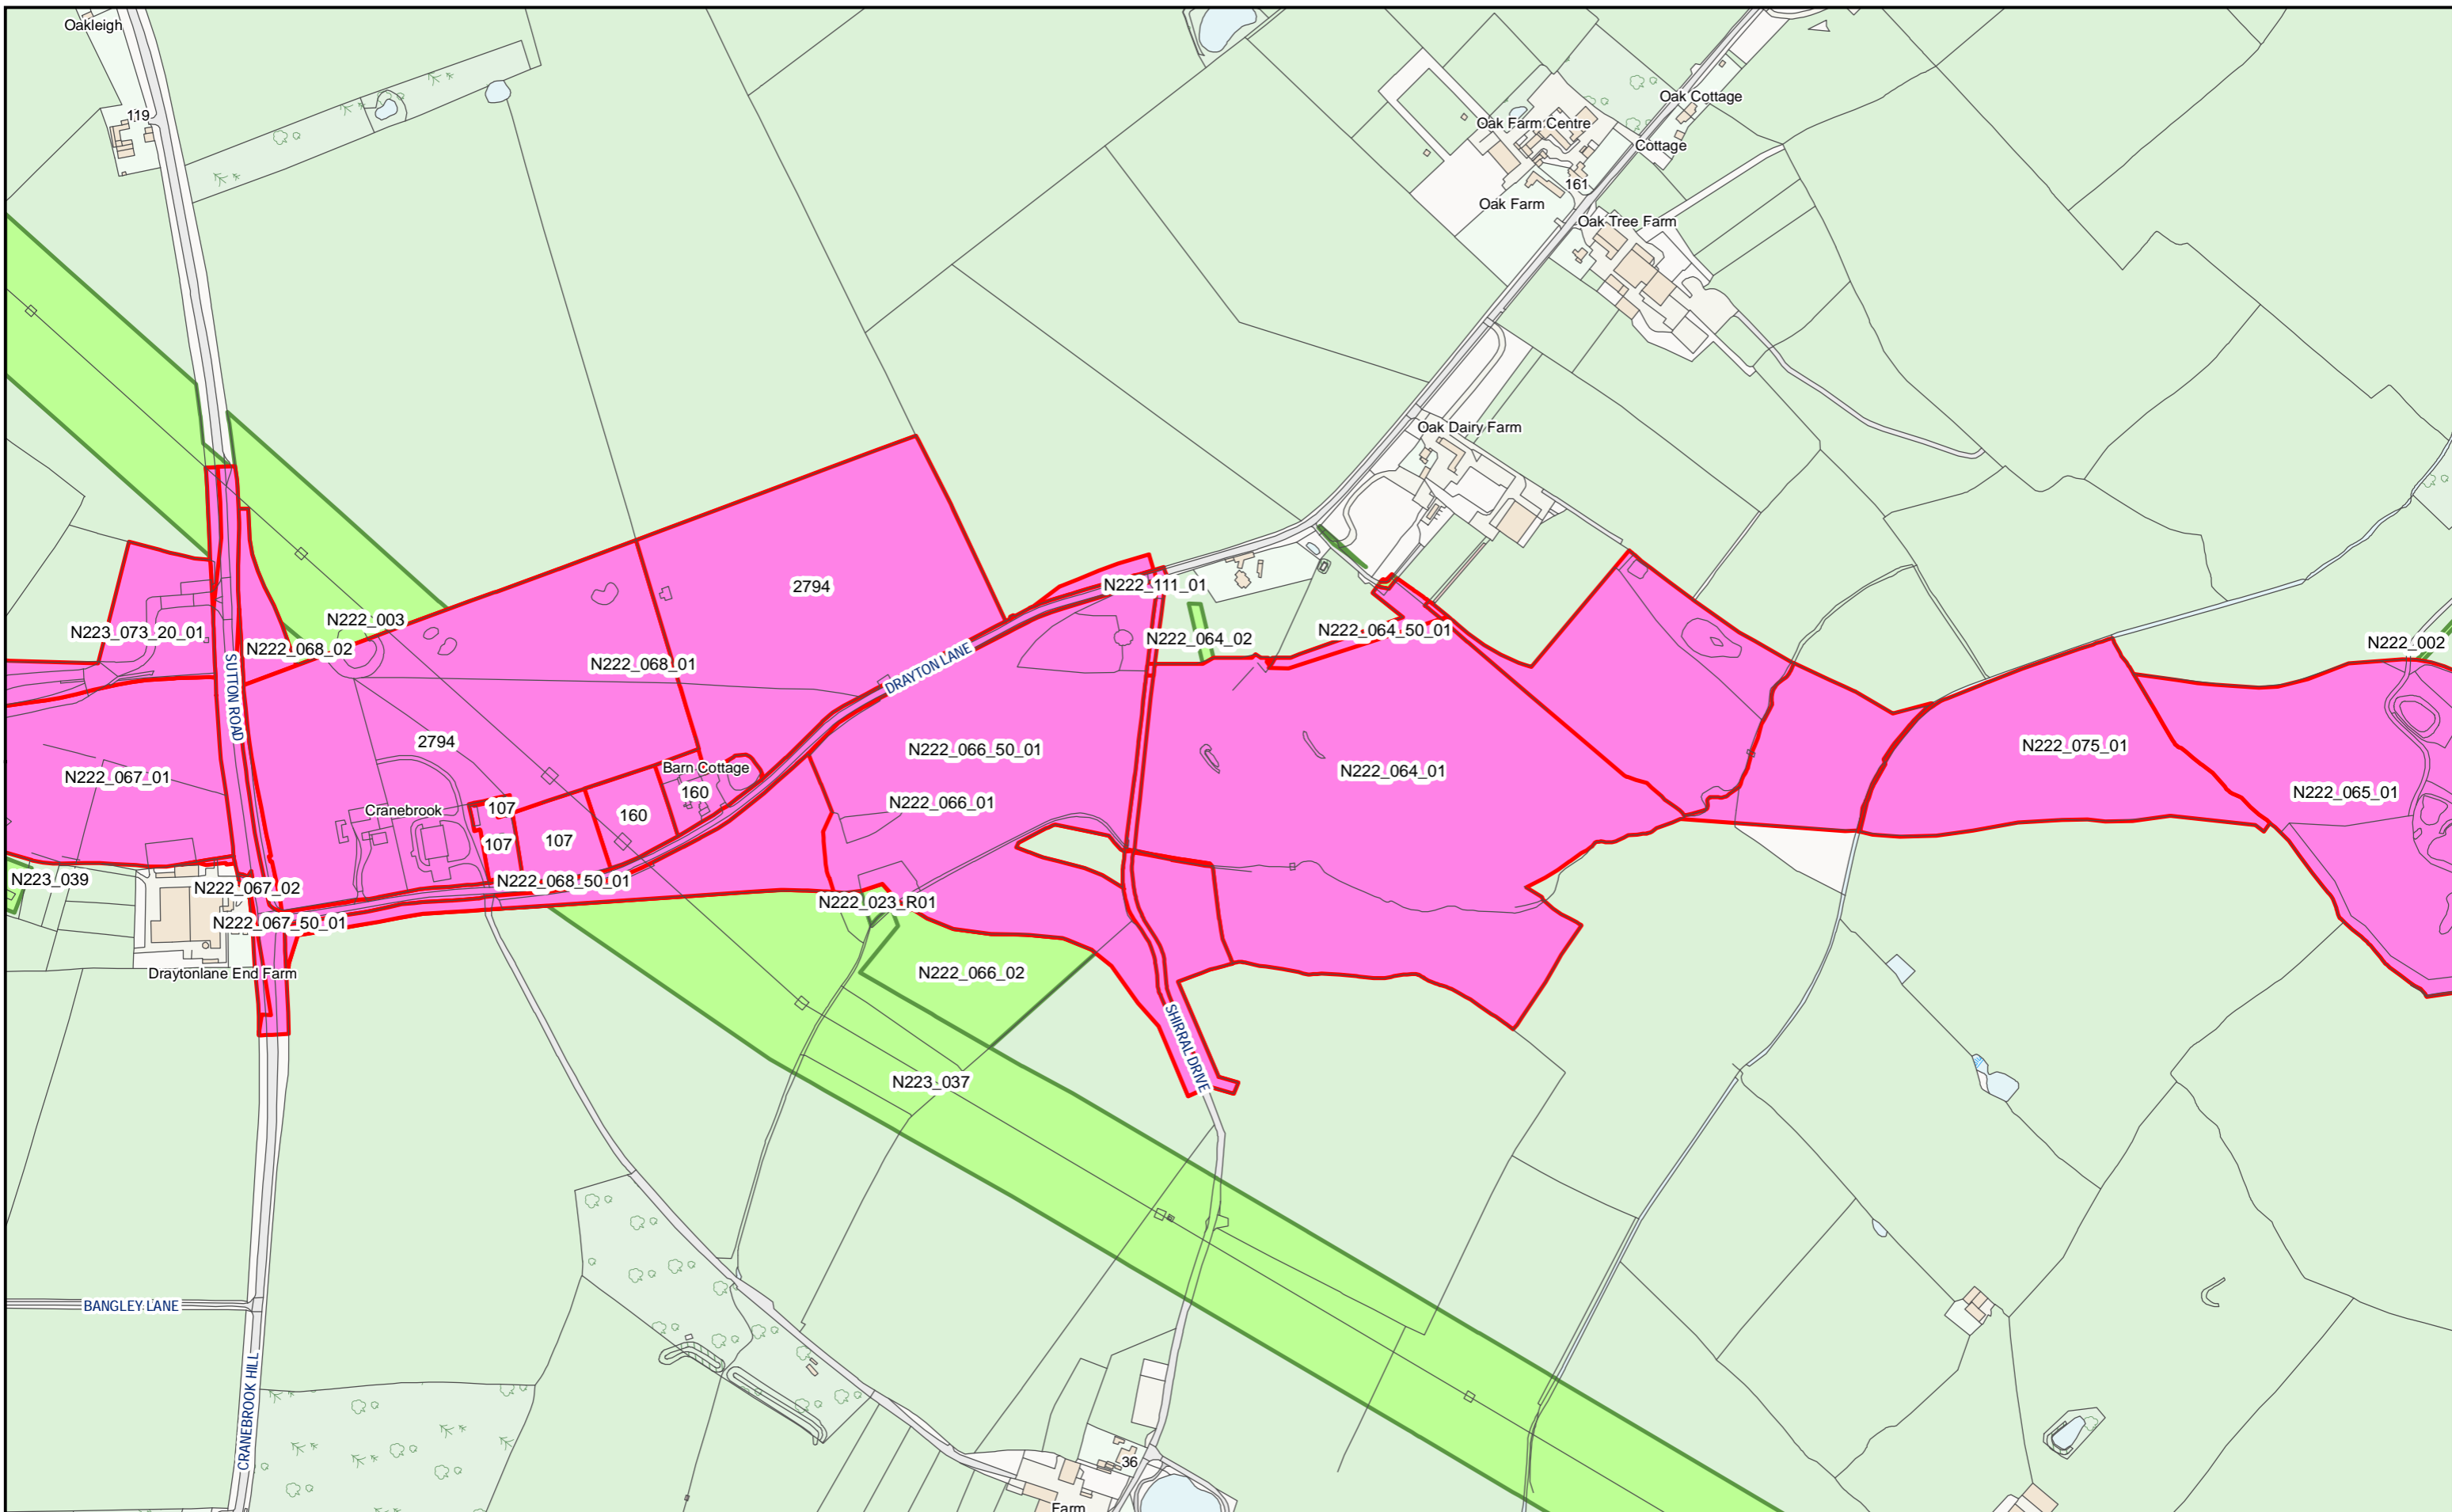 Oakleigh
119
Oak Cottage
Oak Farm Centre
Cottage
161
Oak Farm
Oak Tree Farm
Oak Dairy Farm
2794
N222_111_01
N222_003
N223_073_20_01
N222_068_02
N222_064_50_01
N222_064_02
N222_002
N222_068_01
DRAYTON LANE
SUTTON ROAD
2794
N222_066_50_01
N222_075_01
Barn Cottage
N222_067_01
N222_064_01
160
N222_065_01
N222_066_01
107
Cranebrook
160
107
107
N223_039
N222_067_02
N222_068_50_01
N222_023_R01
N222_067_50_01
Draytonlane End Farm
N222_066_02
SHIRRAL DRIVE
N223_037
BANGLEY LANE
CRANEBROOK HILL
36
Farm